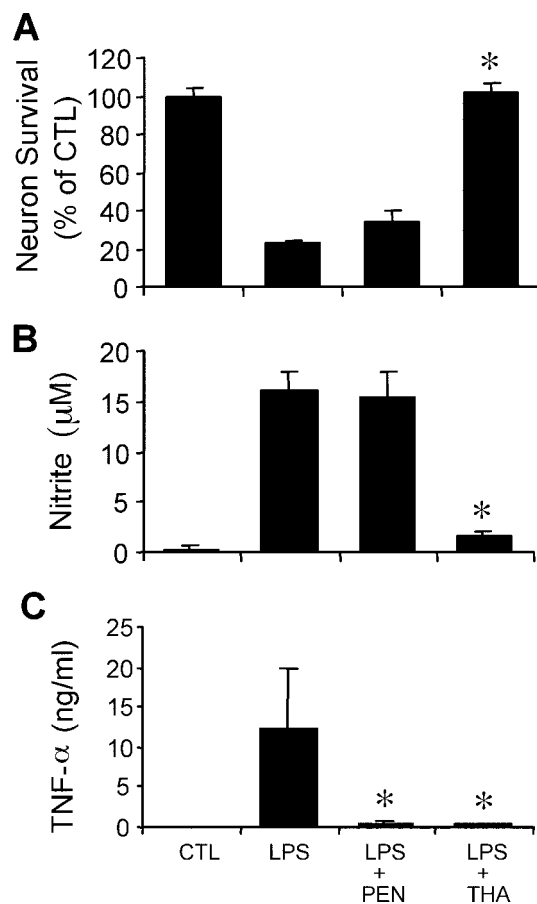 A
Neuron Survival
(% of CTL)
120
100
80
60
40
20
0
*
B
Nitrite (μM)
20
15
10
5
0
*
C
TNF-α (ng/ml)
25
20
15
10
5
0
* *
CTL LPS LPS LPS
+ +
PEN THA